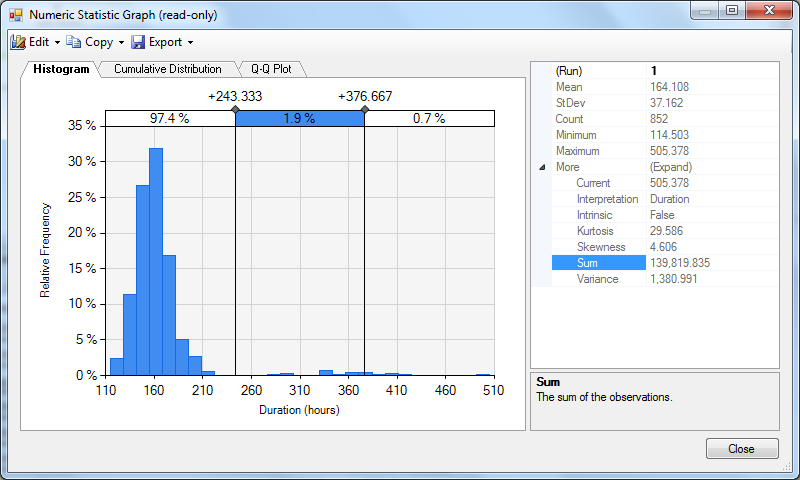 Numeric Statistic Graph (read-only)
Edit Copy Export
Histogram Cumulative Distribution Q-Q Plot
+243.333 +376.667
97.4 % 1.9 % 0.7 %
35 %
30 %
25 %
20 %
15 %
10 %
5 %
0 %
Relative Frequency
110 160 210 260 310 360 410 460 510
Duration (hours)
(Run) 1
Mean 164.108
StDev 37.162
Count 852
Minimum 114.503
Maximum 505.378
More (Expand)
Current 505.378
Interpretation Duration
Intrinsic False
Kurtosis 29.586
Skewness 4.606
Sum 139,819.835
Variance 1,380.991
Sum
The sum of the observations.
Close